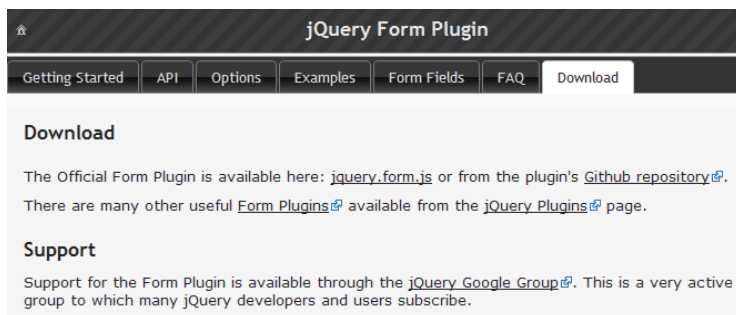 jQuery Form Plugin
Getting Started API Options Examples Form Fields FAQ Download
Download
The Official Form Plugin is available here: jquery.form.js or from the plugin's Github repository.
There are many other useful Form Plugins available from the jQuery Plugins page.
Support
Support for the Form Plugin is available through the jQuery Google Group. This is a very active
group to which many jQuery developers and users subscribe.